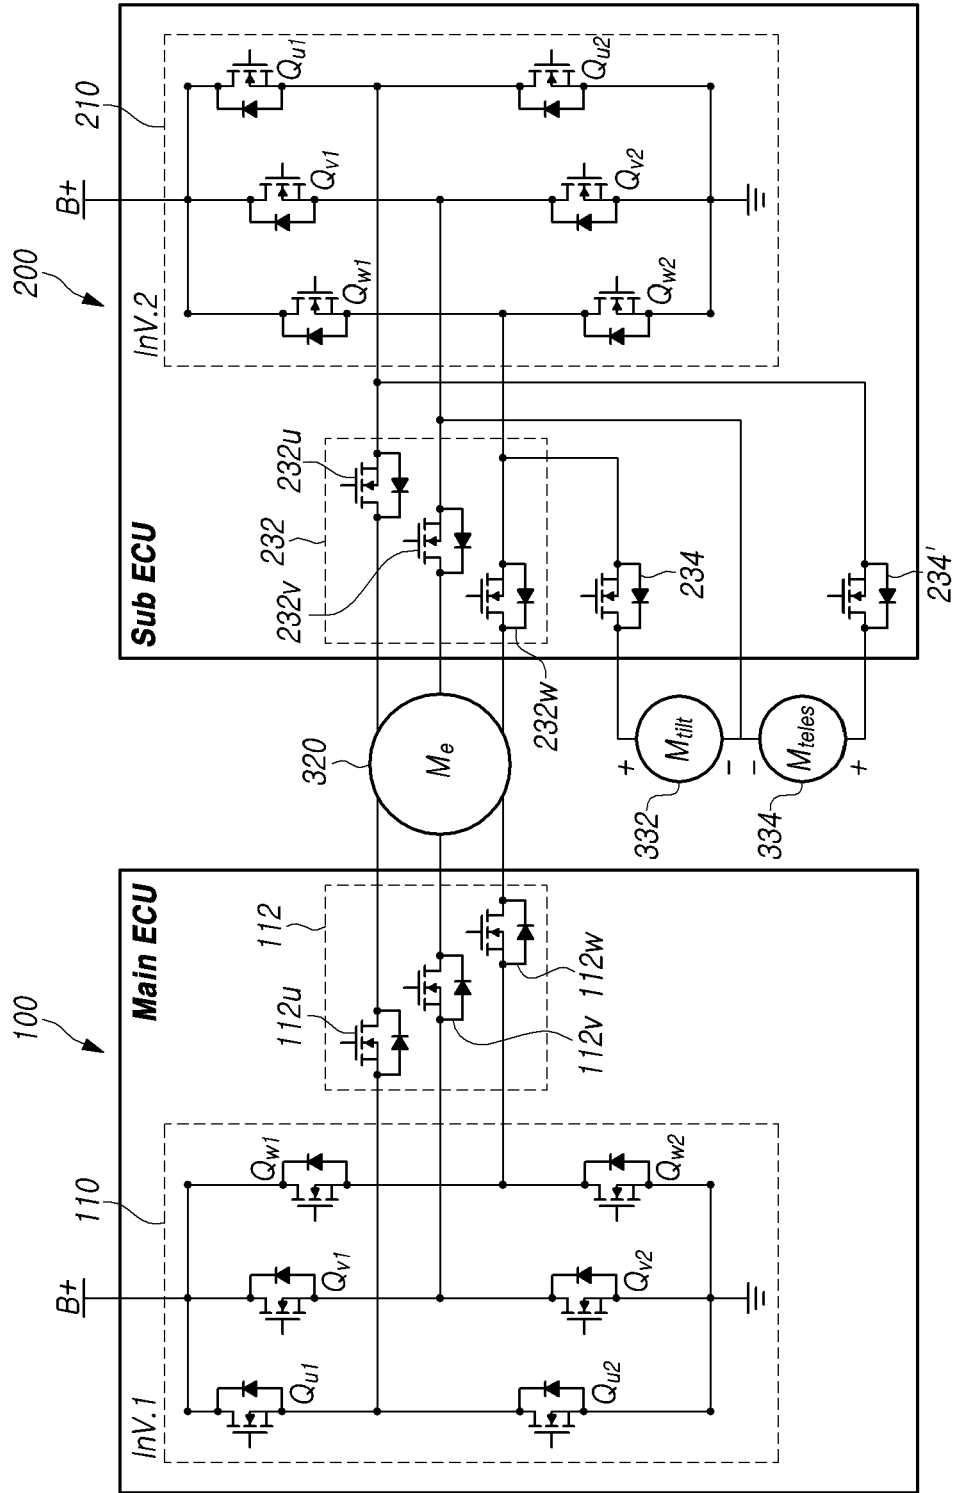 100
200
Main ECU
Sub ECU
B+
110
InV.1
Qu1
Qv1
Qw1
Qu2
Qv2
Qw2
112
112u
112v
112w
320
Me
232
232u
232v
232w
B+
210
InV.2
Qw1
Qv1
Qu1
Qw2
Qv2
Qu2
234
234'
332
+
Mtilt
−
334
−
Mteles
+